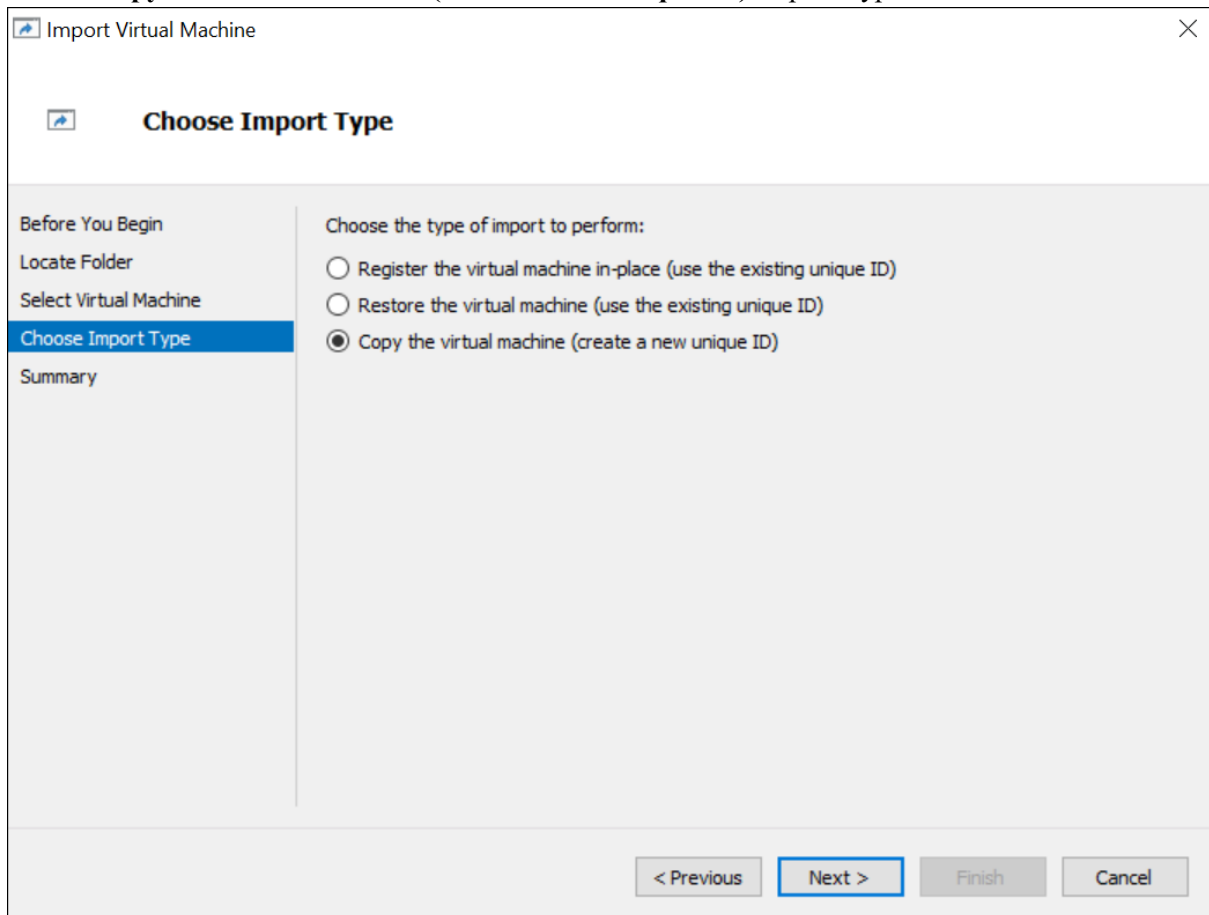 Import Virtual Machine
Choose Import Type
Before You Begin
Locate Folder
Select Virtual Machine
Choose Import Type
Summary
Choose the type of import to perform:
Register the virtual machine in-place (use the existing unique ID)
Restore the virtual machine (use the existing unique ID)
Copy the virtual machine (create a new unique ID)
< Previous
Next >
Finish
Cancel